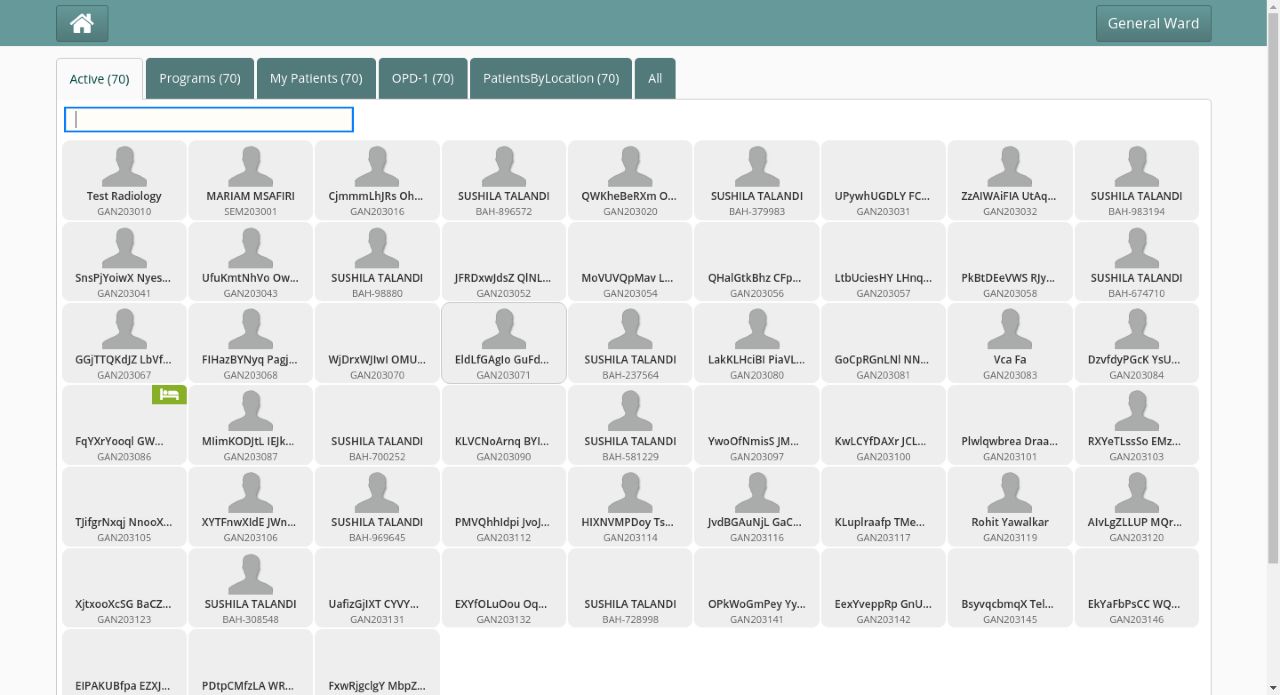 General Ward
Active (70)
Programs (70)
My Patients (70)
OPD-1 (70)
PatientsByLocation (70)
All
Test Radiology
GAN203010
MARIAM MSAFIRI
SEM203001
CjmmmLhJRs Oh...
GAN203016
SUSHILA TALANDI
BAH-896572
QWKheBeRXm O...
GAN203020
SUSHILA TALANDI
BAH-379983
UPywhUGDLY FC...
GAN203031
ZzAIWAiFIA UtAq...
GAN203032
SUSHILA TALANDI
BAH-983194
SnsPjYoiwX Nyes...
GAN203041
UfuKmtNhVo Ow...
GAN203043
SUSHILA TALANDI
BAH-98880
JFRDxwJdsZ QlNL...
GAN203052
MoVUVQpMav L...
GAN203054
QHalGtkBhz CFp...
GAN203056
LtbUciesHY LHnq...
GAN203057
PkBtDEeVWS RJy...
GAN203058
SUSHILA TALANDI
BAH-674710
GGjTTQKdJZ LbVf...
GAN203067
FIHazBYNyq Pagj...
GAN203068
WjDrxWJIwI OMU...
GAN203070
EldLfGAgIo GuFd...
GAN203071
SUSHILA TALANDI
BAH-237564
LakKLHciBI PiaVL...
GAN203080
GoCpRGnLNl NN...
GAN203081
Vca Fa
GAN203083
DzvfdyPGcK YsU...
GAN203084
FqYXrYooql GW...
GAN203086
MIimKODJtL IEJk...
GAN203087
SUSHILA TALANDI
BAH-700252
KLVCNoArnq BYI...
GAN203090
SUSHILA TALANDI
BAH-581229
YwoOfNmisS JM...
GAN203097
KwLCYfDAXr JCL...
GAN203100
Plwlqwbrea Draa...
GAN203101
RXYeTLssSo EMz...
GAN203103
TJifgrNxqj NnooX...
GAN203105
XYTFnwXIdE JWn...
GAN203106
SUSHILA TALANDI
BAH-969645
PMVQhhIdpi JvoJ...
GAN203112
HIXNVMPDoy Ts...
GAN203114
JvdBGAuNjL GaC...
GAN203116
KLuplraafp TMe...
GAN203117
Rohit Yawalkar
GAN203119
AIvLgZLLUP MQr...
GAN203120
XjtxooXcSG BaCZ...
GAN203123
SUSHILA TALANDI
BAH-308548
UafizGjIXT CYVY...
GAN203131
EXYfOLuOou Oq...
GAN203132
SUSHILA TALANDI
BAH-728998
OPkWoGmPey Yy...
GAN203141
EexYveppRp GnU...
GAN203142
BsyvqcbmqX Tel...
GAN203145
EkYaFbPsCC WQ...
GAN203146
EIPAKUBfpa EZXJ...
PDtpCMfzLA WR...
FxwRjgclgY MbpZ...